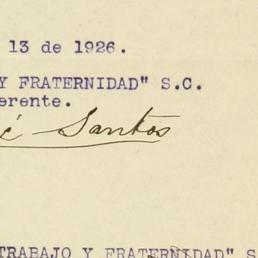 13 de 1926.
Y FRATERNIDAD" S.C.
erente.
é Santos
TRABAJO Y FRATERNIDAD" S